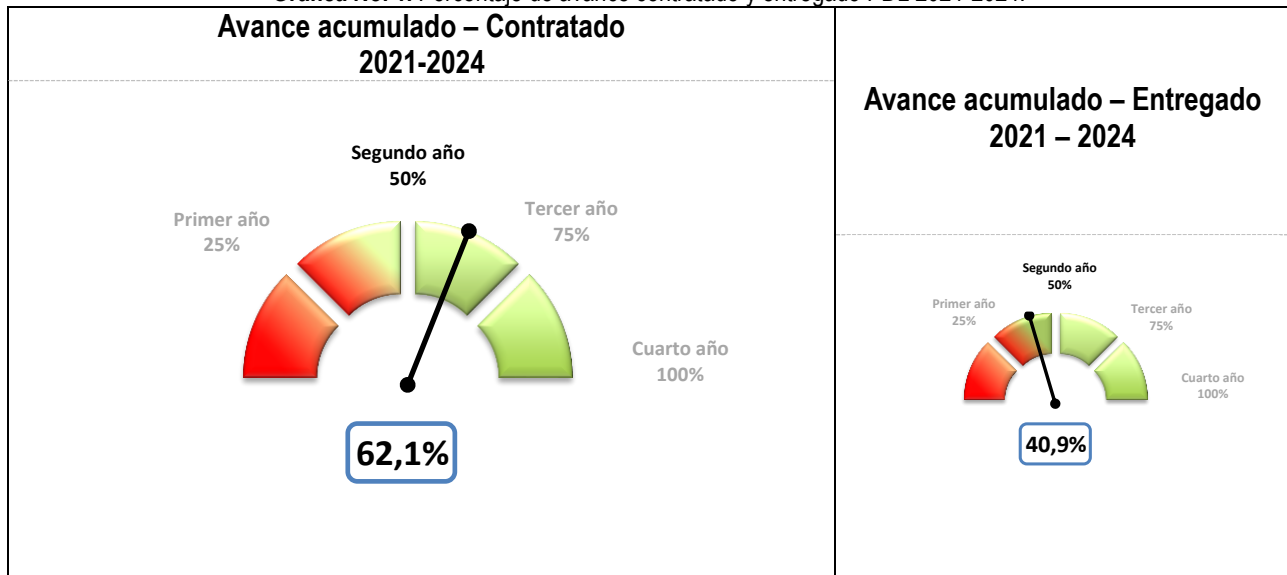 Avance acumulado – Contratado
2021-2024
Segundo año
50%
Primer año
25%
Tercer año
75%
Cuarto año
100%
62,1%
Avance acumulado – Entregado
2021 – 2024
Segundo año
50%
Primer año
25%
Tercer año
75%
Cuarto año
100%
40,9%